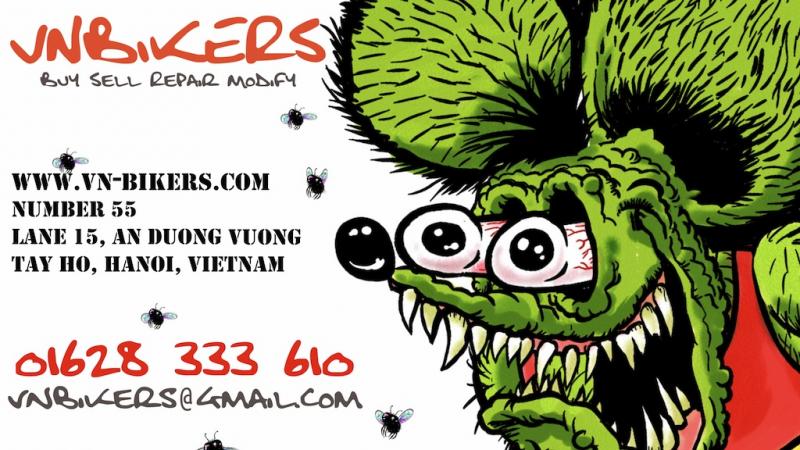 VNBIKERS
BUY SELL REPAIR MODIFY
WWW.VN-BIKERS.COM
NUMBER 55
LANE 15, AN DUONG VUONG
TAY HO, HANOI, VIETNAM
01628 333 610
VNBIKERS@GMAIL.COM